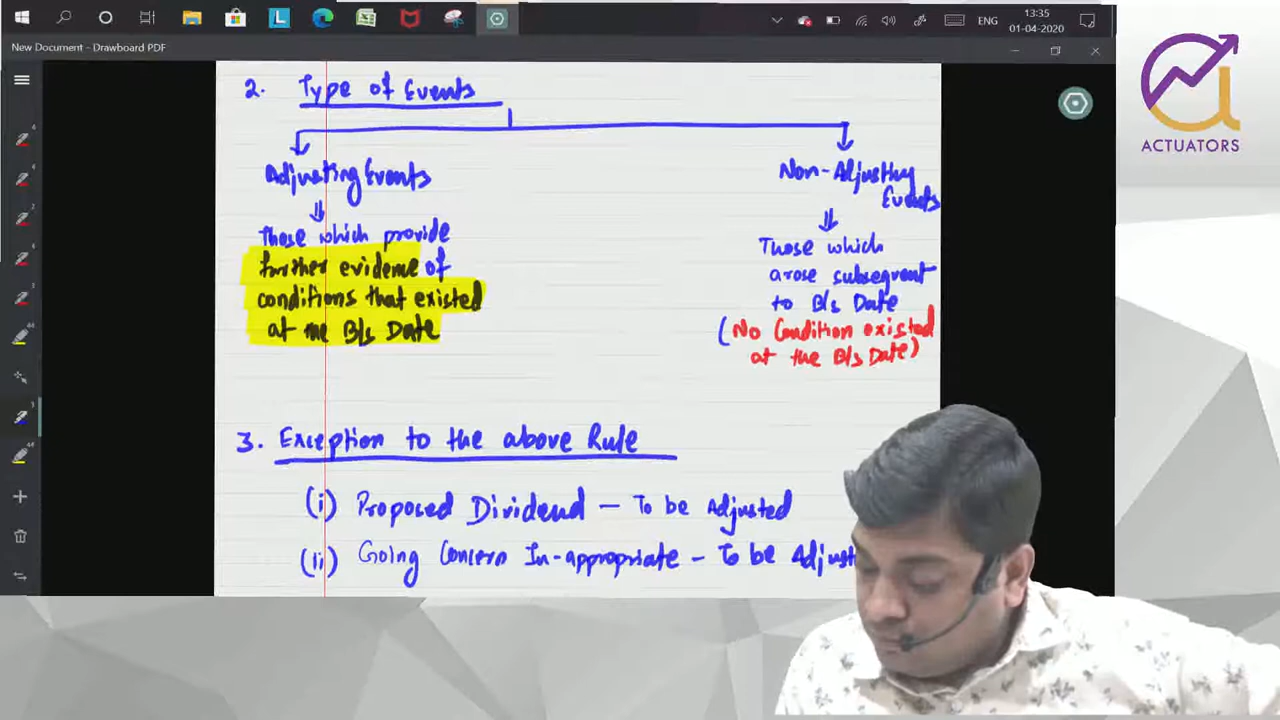 13:35
ENG
01-04-2020
New Document - Drawboard PDF
ACTUATORS
2. Type of Events
Adjusting Events
Non-Adjusting
Events
Those which provide
further evidence of
conditions that existed
at the B/s Date
Those which
arose subsequent
to B/s Date
(No Condition existed
at the B/s Date)
3. Exception to the above Rule
(i) Proposed Dividend - To be Adjusted
(ii) Going Concern In-appropriate - To be Adjust